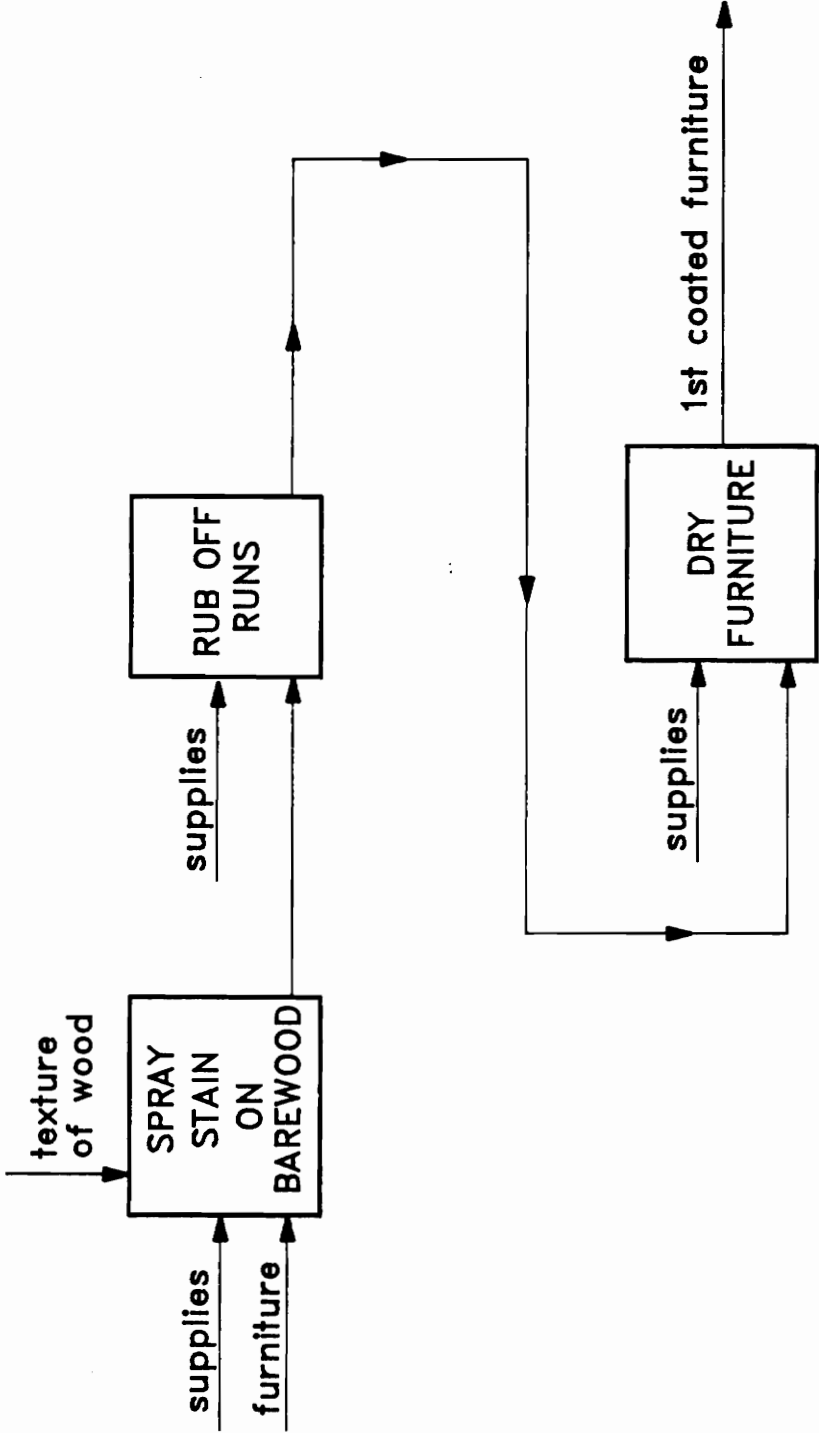 texture
of wood
supplies
furniture
SPRAY
STAIN
ON
BAREWOOD
supplies
RUB OFF
RUNS
supplies
DRY
FURNITURE
1st coated furniture